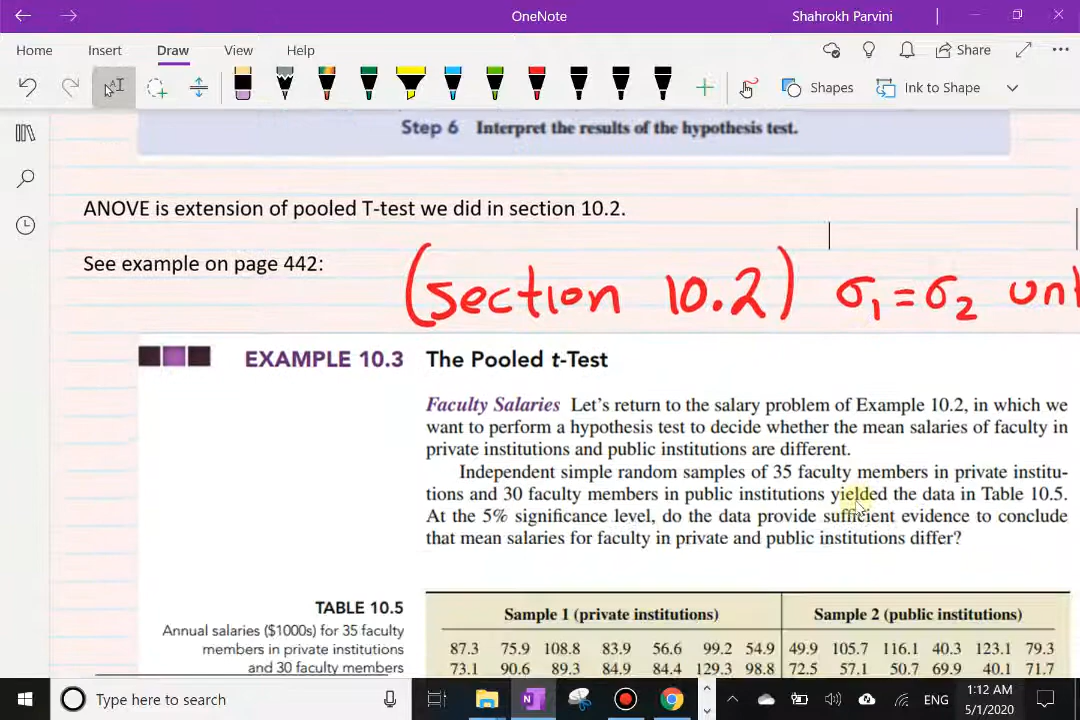 OneNote
Shahrokh Parvini
Home
Insert
Draw
View
Help
Share
Shapes
Ink to Shape
Step 6 Interpret the results of the hypothesis test.
ANOVE is extension of pooled T-test we did in section 10.2.
See example on page 442:
(section 10.2) σ1=σ2 un
EXAMPLE 10.3 The Pooled t-Test
Faculty Salaries Let's return to the salary problem of Example 10.2, in which we
want to perform a hypothesis test to decide whether the mean salaries of faculty in
private institutions and public institutions are different.
Independent simple random samples of 35 faculty members in private institu-
tions and 30 faculty members in public institutions yielded the data in Table 10.5.
At the 5% significance level, do the data provide sufficient evidence to conclude
that mean salaries for faculty in private and public institutions differ?
TABLE 10.5
Annual salaries ($1000s) for 35 faculty
members in private institutions
and 30 faculty members
Sample 1 (private institutions) Sample 2 (public institutions)
87.3 75.9 108.8 83.9 56.6 99.2 54.9 49.9 105.7 116.1 40.3 123.1 79.3
73.1 90.6 89.3 84.9 84.4 129.3 98.8 72.5 57.1 50.7 69.9 40.1 71.7
Type here to search
ENG
1:12 AM
5/1/2020